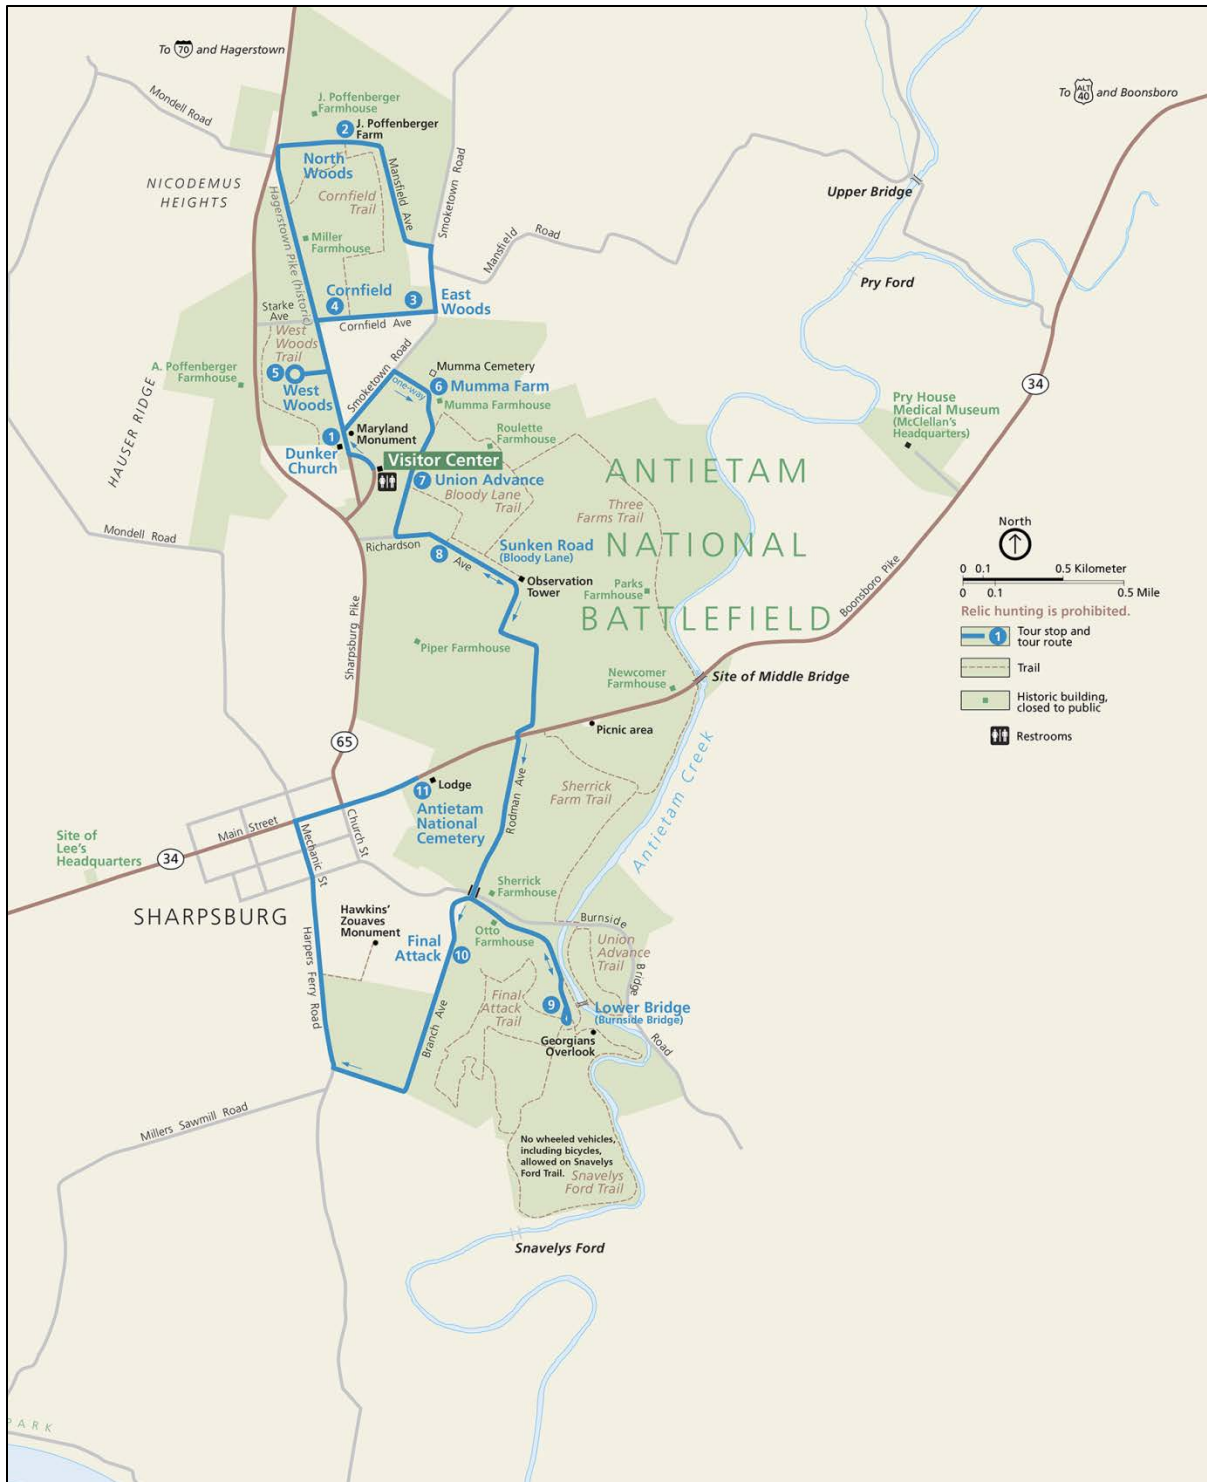 To 70 and Hagerstown
Mondell Road
J. Poffenberger
Farmhouse
2
J. Poffenberger
Farm
North
Woods
Mansfield Ave
Smoketown Road
NICODEMUS
HEIGHTS
Cornfield
Trail
Hagerstown Pike (historic)
Miller
Farmhouse
Mansfield Road
To ALT 40 and Boonsboro
Upper Bridge
Pry Ford
Cornfield
4
3
East
Woods
Starke
Ave
Cornfield Ave
West
Woods
Trail
Smoketown Road
A. Poffenberger
Farmhouse
5
West
Woods
one-way
Mumma Cemetery
6
Mumma Farm
Mumma Farmhouse
HAUSER RIDGE
1
Maryland
Monument
Dunker
Church
Visitor Center
Roulette
Farmhouse
7
Union Advance
Bloody Lane
Trail
Three
Farms Trail
ANTIETAM
NATIONAL
BATTLEFIELD
34
Pry House
Medical Museum
(McClellan's
Headquarters)
Mondell Road
Richardson Ave
8
Sunken Road
(Bloody Lane)
Observation
Tower
Parks
Farmhouse
Boonsboro Pike
North
0 0.1 0.5 Kilometer
0 0.1 0.5 Mile
Relic hunting is prohibited.
1
Tour stop and
tour route
Trail
Historic building,
closed to public
Restrooms
Sharpsburg Pike
Piper Farmhouse
Newcomer
Farmhouse
Site of Middle Bridge
Picnic area
65
Antietam Creek
Rodman Ave
Sherrick
Farm Trail
Lodge
11
Antietam
National
Cemetery
Main Street
Church St
Mechanic St
Site of
Lee's
Headquarters
34
SHARPSBURG
Sherrick
Farmhouse
Hawkins'
Zouaves
Monument
Otto
Farmhouse
Burnside Bridge Road
Union
Advance
Trail
Final
Attack
10
Harpers Ferry Road
Branch Ave
Final
Attack
Trail
9
Lower Bridge
(Burnside Bridge)
Georgians
Overlook
Millers Sawmill Road
No wheeled vehicles,
including bicycles,
allowed on Snavelys
Ford Trail.
Snavelys
Ford Trail
Snavelys Ford
PARK